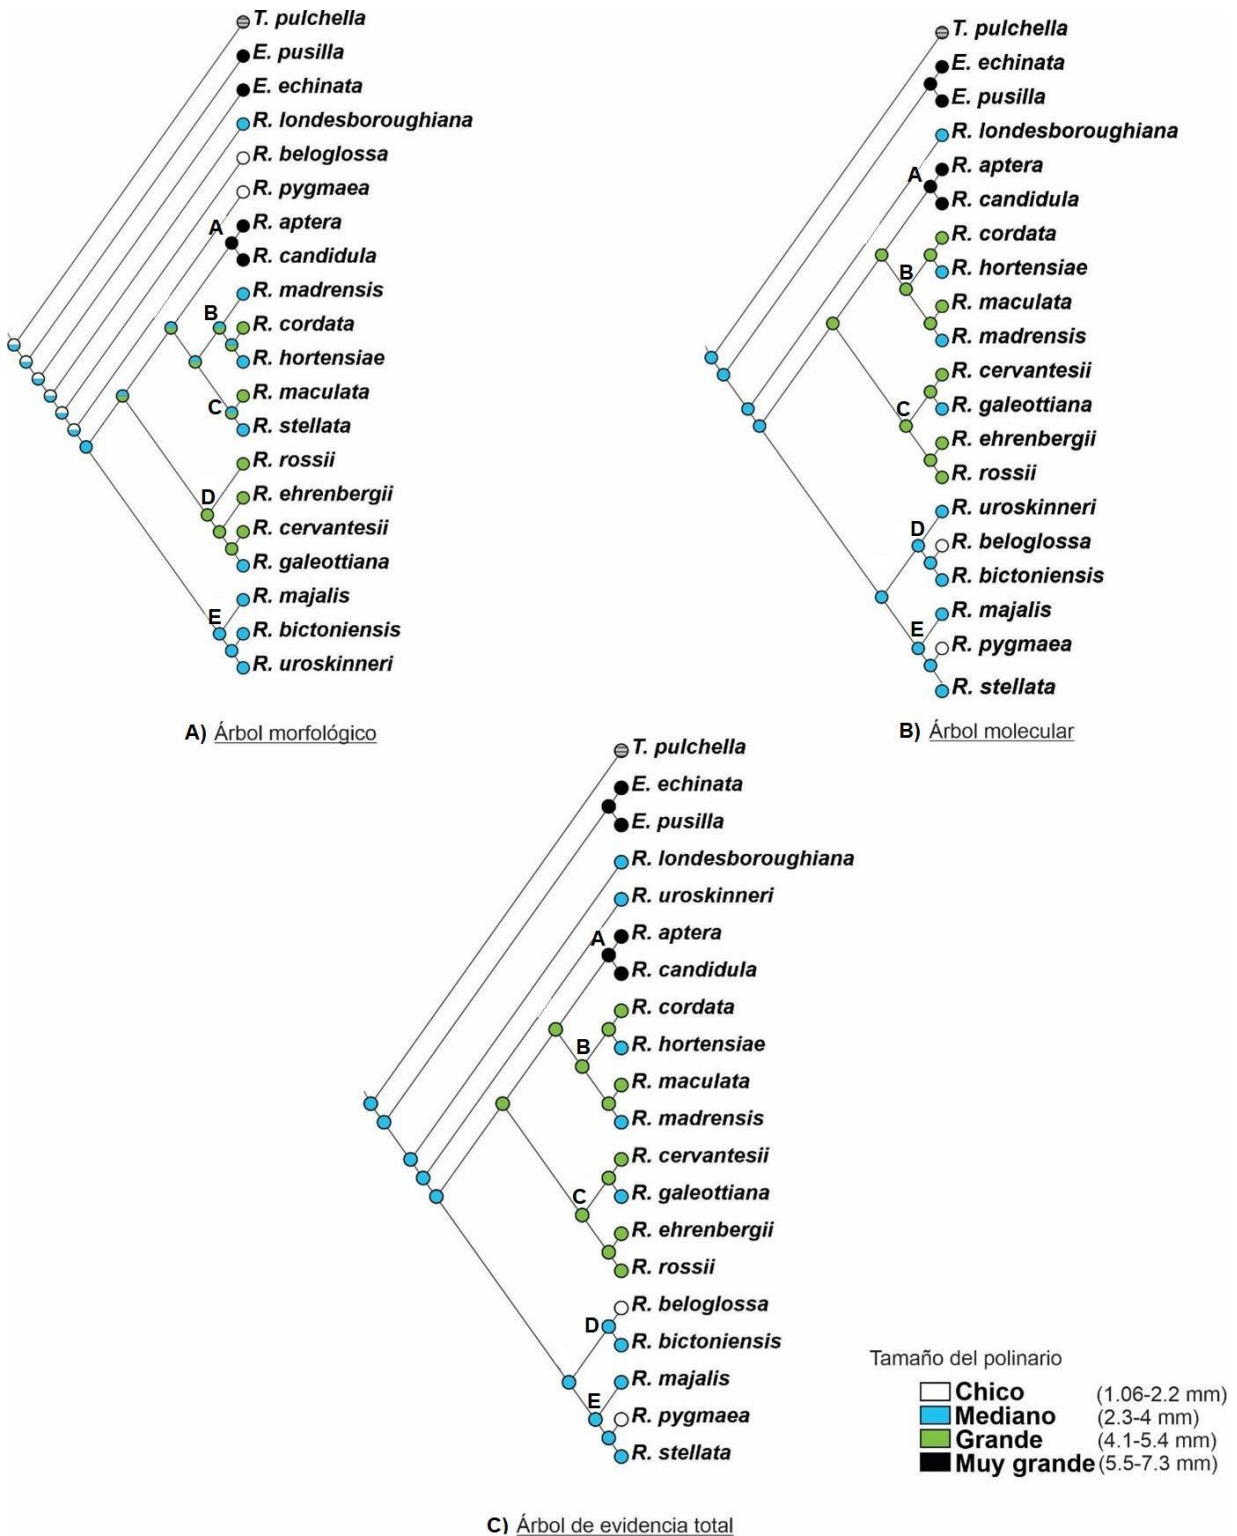 T. pulchella
E. pusilla
E. echinata
R. londesboroughiana
R. beloglossa
R. pygmaea
A
R. aptera
R. candidula
R. madrensis
B
R. cordata
R. hortensiae
R. maculata
C
R. stellata
R. rossii
D
R. ehrenbergii
R. cervantesii
R. galeottiana
R. majalis
E
R. bictoniensis
R. uroskinneri
A) Árbol morfológico
T. pulchella
E. echinata
E. pusilla
R. londesboroughiana
R. aptera
A
R. candidula
R. cordata
B
R. hortensiae
R. maculata
R. madrensis
R. cervantesii
C
R. galeottiana
R. ehrenbergii
R. rossii
R. uroskinneri
D
R. beloglossa
R. bictoniensis
R. majalis
E
R. pygmaea
R. stellata
B) Árbol molecular
T. pulchella
E. echinata
E. pusilla
R. londesboroughiana
R. uroskinneri
R. aptera
A
R. candidula
R. cordata
B
R. hortensiae
R. maculata
R. madrensis
R. cervantesii
C
R. galeottiana
R. ehrenbergii
R. rossii
R. beloglossa
D
R. bictoniensis
R. majalis
E
R. pygmaea
R. stellata
C) Árbol de evidencia total
Tamaño del polinario
Chico (1.06-2.2 mm)
Mediano (2.3-4 mm)
Grande (4.1-5.4 mm)
Muy grande (5.5-7.3 mm)